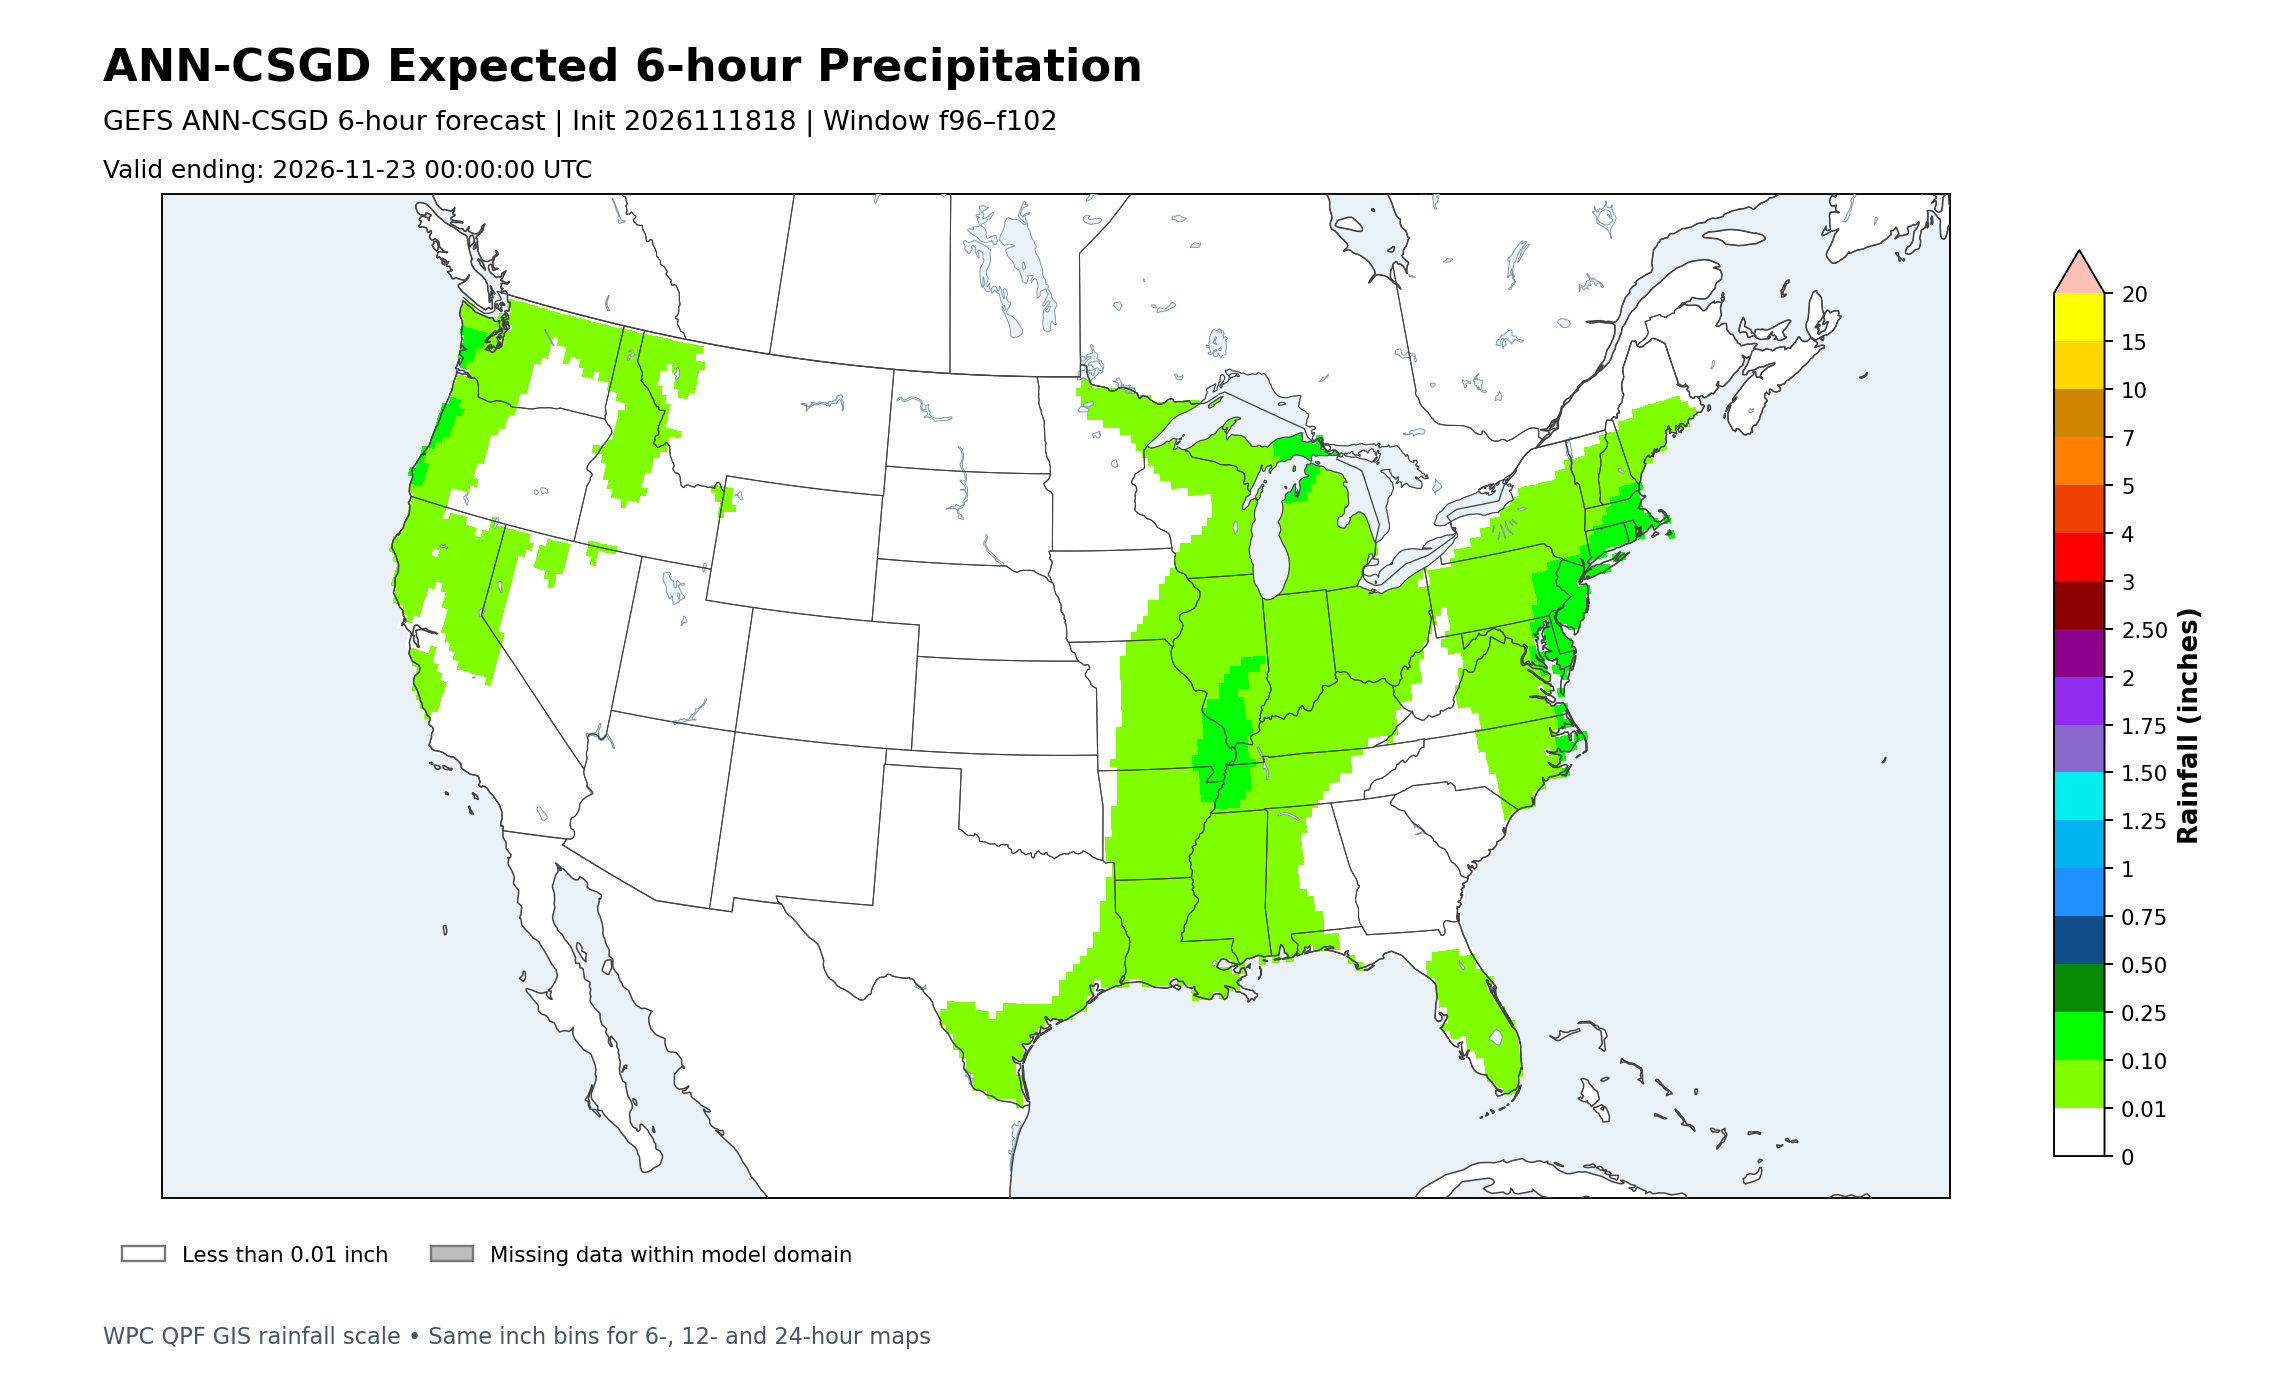 ANN-CSGD Expected 6-hour Precipitation
GEFS ANN-CSGD 6-hour forecast | Init 2026111818 | Window f96–f102
Valid ending: 2026-11-23 00:00:00 UTC
20
15
10
7
5
4
3
2.50
2
1.75
1.50
1.25
1
0.75
0.50
0.25
0.10
0.01
0
Rainfall (inches)
Less than 0.01 inch
Missing data within model domain
WPC QPF GIS rainfall scale • Same inch bins for 6-, 12- and 24-hour maps